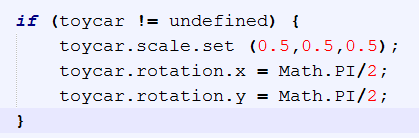 if (toycar != undefined) {
    toycar.scale.set (0.5,0.5,0.5);
    toycar.rotation.x = Math.PI/2;
    toycar.rotation.y = Math.PI/2;
}